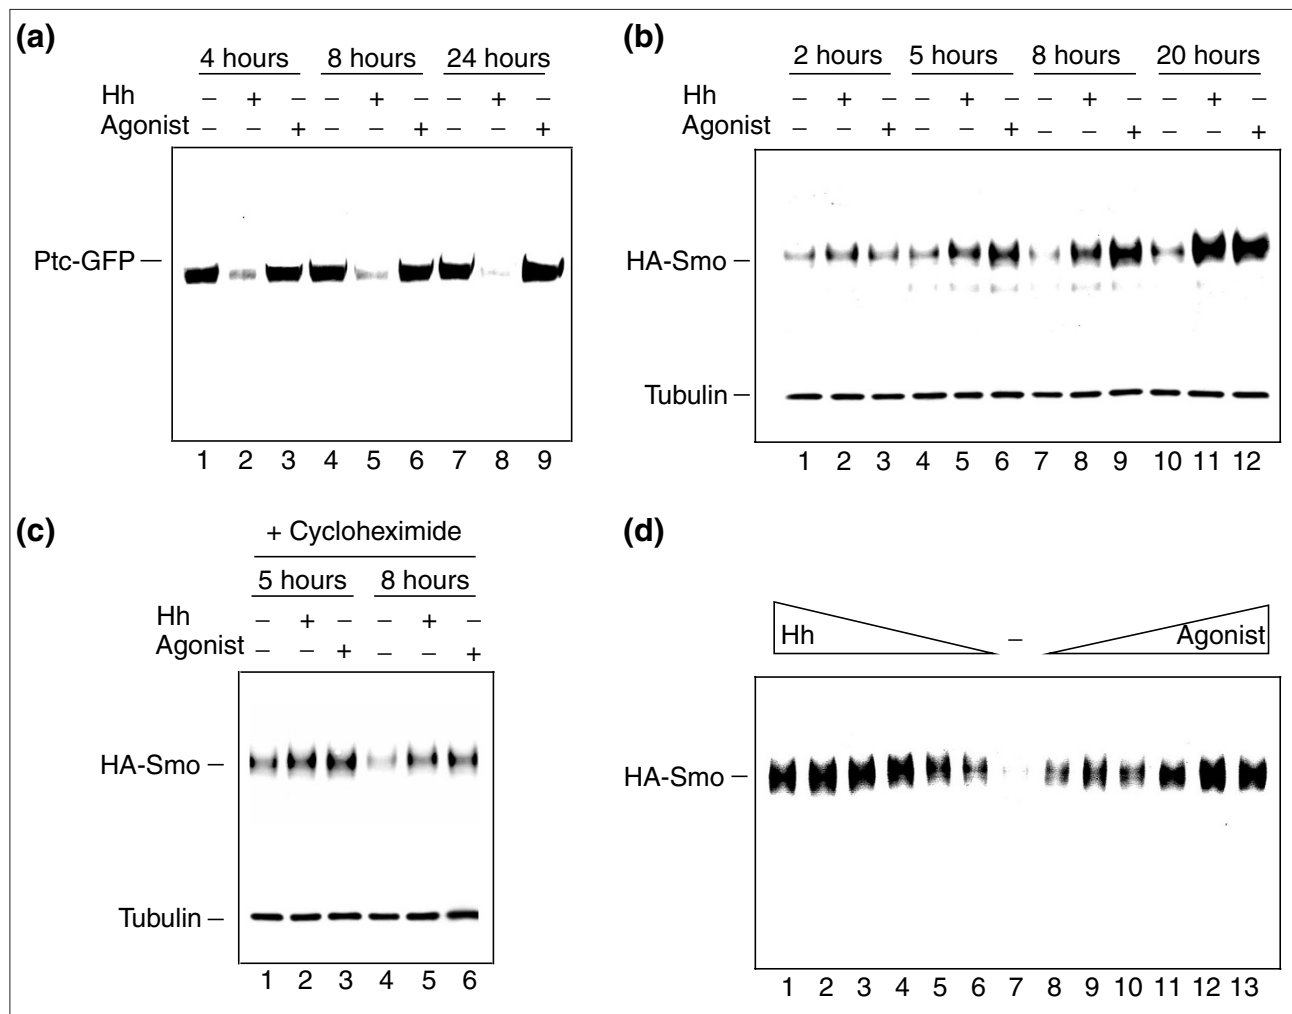 (a)
4 hours 8 hours 24 hours
Hh – + – – + – – + –
Agonist – – + – – + – – +
Ptc-GFP –
1 2 3 4 5 6 7 8 9
(b)
2 hours 5 hours 8 hours 20 hours
Hh – + – – + – – + – – + –
Agonist – – + – – + – – + – – +
HA-Smo –
Tubulin –
1 2 3 4 5 6 7 8 9 10 11 12
(c)
+ Cycloheximide
5 hours 8 hours
Hh – + – – + –
Agonist – – + – – +
HA-Smo –
Tubulin –
1 2 3 4 5 6
(d)
Hh – Agonist
HA-Smo –
1 2 3 4 5 6 7 8 9 10 11 12 13